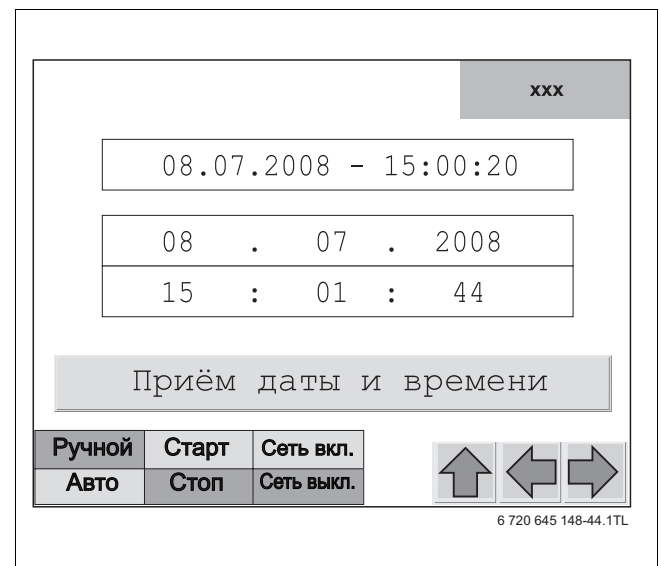 xxx
08.07.2008 - 15:00:20
08 . 07 . 2008
15 : 01 : 44
Приём даты и времени
Ручной Старт Сеть вкл.
Авто Стоп Сеть выкл.
6 720 645 148-44.1TL